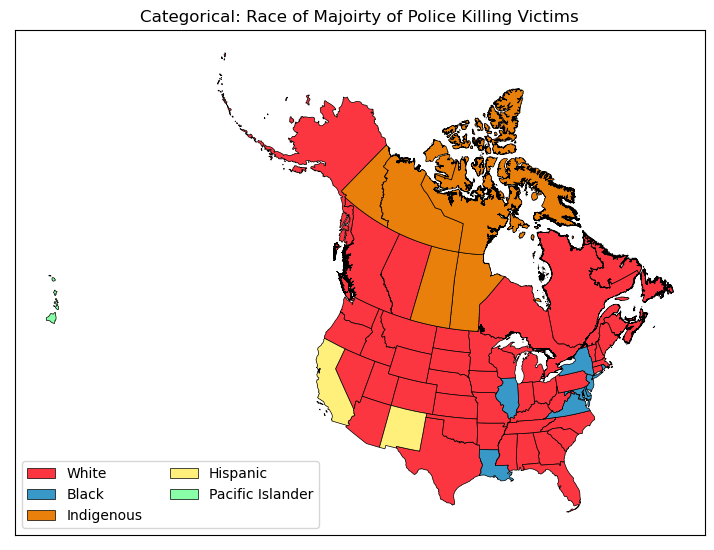 Categorical: Race of Majoirty of Police Killing Victims
White
Black
Indigenous
Hispanic
Pacific Islander